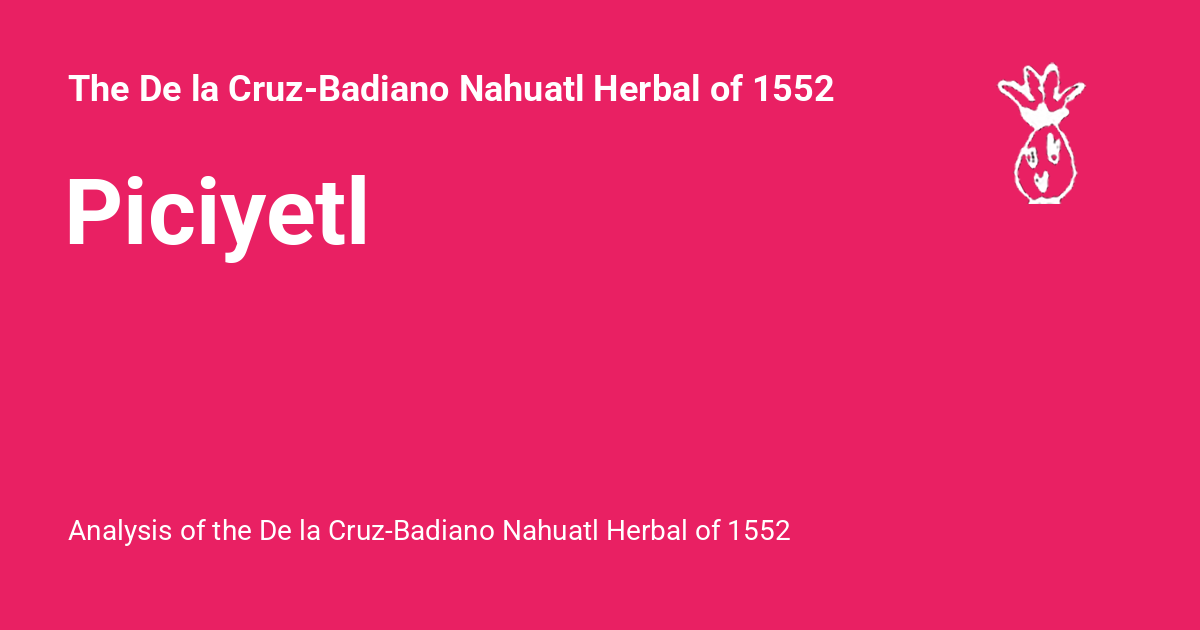 The De la Cruz-Badiano Nahuatl Herbal of 1552
Piciyetl
Analysis of the De la Cruz-Badiano Nahuatl Herbal of 1552